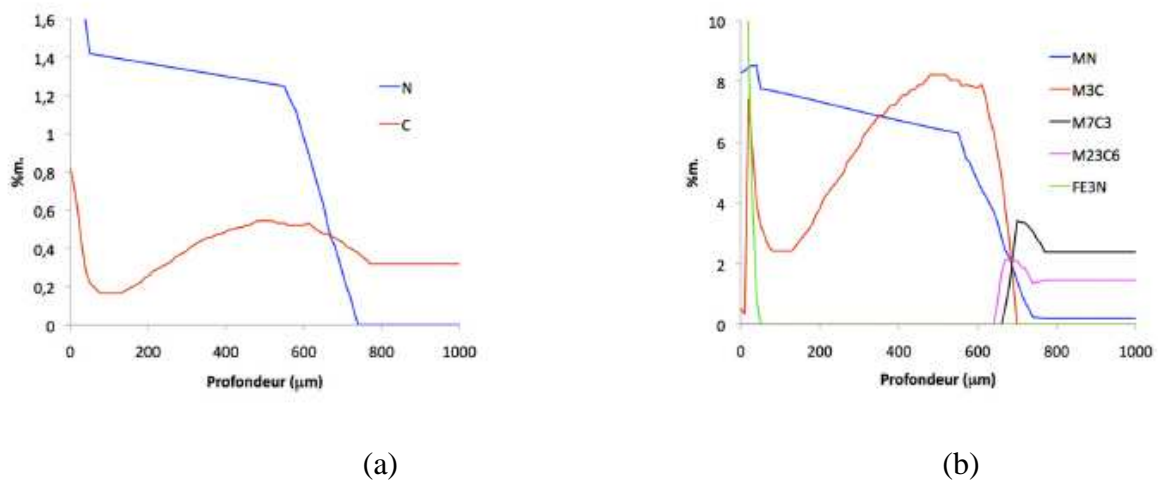 1,6
1,4
1,2
1
0,8
0,6
0,4
0,2
0
%m.
0 200 400 600 800 1000
Profondeur (µm)
N
C
10
8
6
4
2
0
%m.
0 200 400 600 800 1000
Profondeur (µm)
MN
M3C
M7C3
M23C6
FE3N
(a) (b)